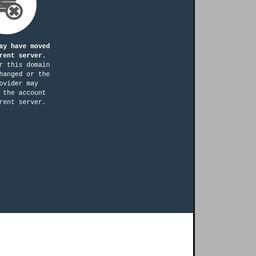 ay have moved
rent server.
r this domain
hanged or the
ovider may
the account
rent server.